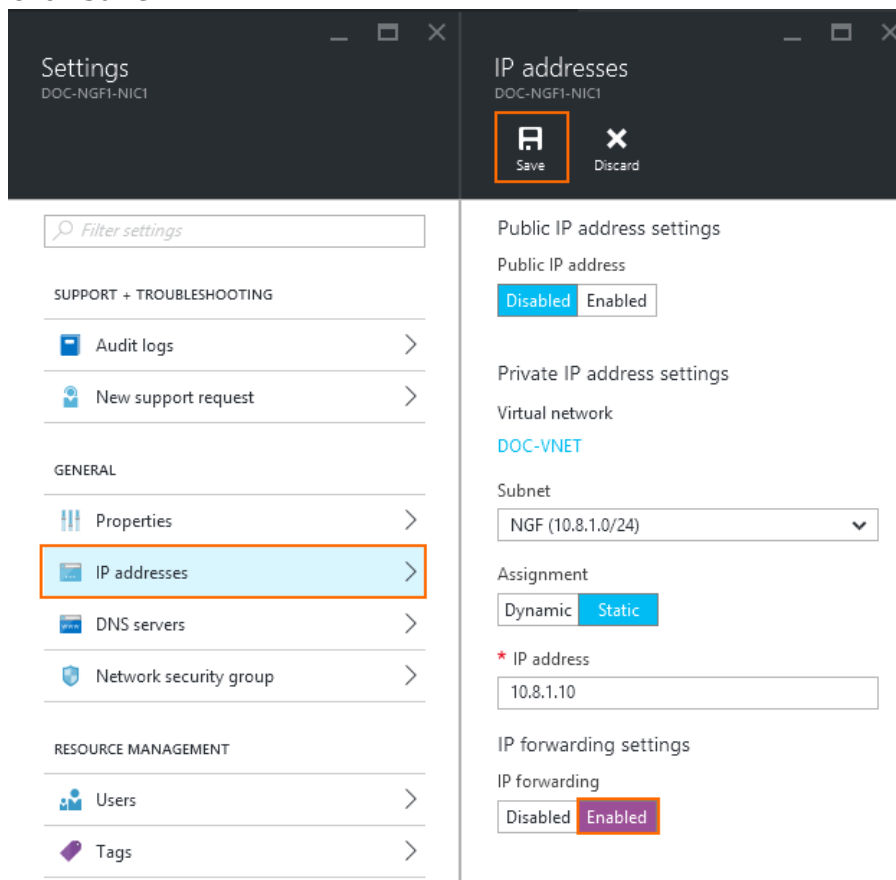 Settings
DOC-NGF1-NIC1
Filter settings
SUPPORT + TROUBLESHOOTING
Audit logs
New support request
GENERAL
Properties
IP addresses
DNS servers
Network security group
RESOURCE MANAGEMENT
Users
Tags
IP addresses
DOC-NGF1-NIC1
Save Discard
Public IP address settings
Public IP address
Disabled Enabled
Private IP address settings
Virtual network
DOC-VNET
Subnet
NGF (10.8.1.0/24)
Assignment
Dynamic Static
* IP address
10.8.1.10
IP forwarding settings
IP forwarding
Disabled Enabled